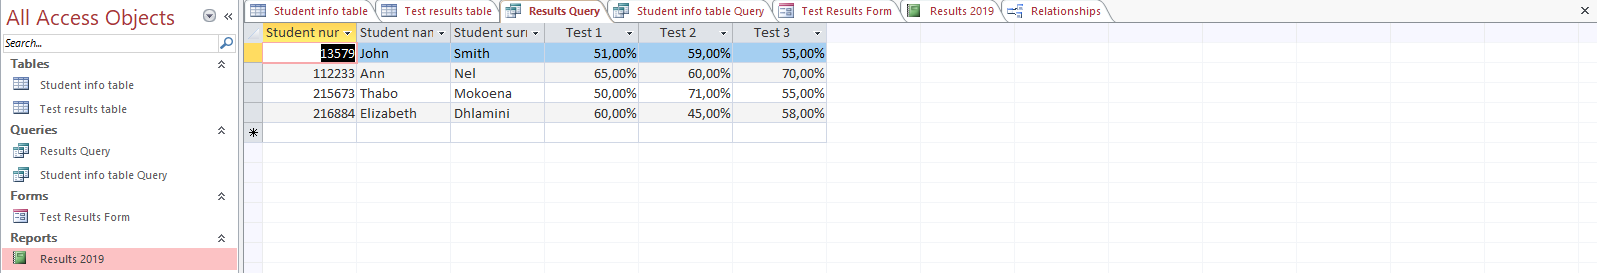 All Access Objects
Search...
Tables
Student info table
Test results table
Queries
Results Query
Student info table Query
Forms
Test Results Form
Reports
Results 2019
Student info table Test results table Results Query Student info table Query Test Results Form Results 2019 Relationships
Student nur Student nan Student suri Test 1 Test 2 Test 3
13579 John Smith 51,00% 59,00% 55,00%
112233 Ann Nel 65,00% 60,00% 70,00%
215673 Thabo Mokoena 50,00% 71,00% 55,00%
216884 Elizabeth Dhlamini 60,00% 45,00% 58,00%